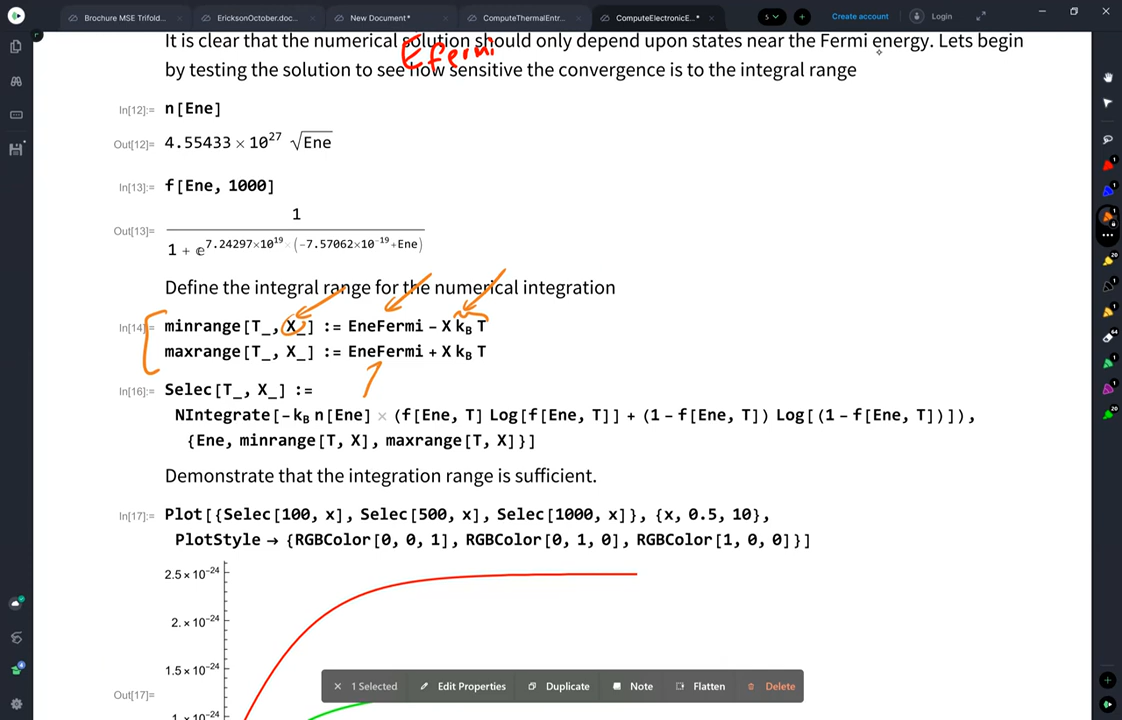 Brochure MSE Trifold...
EricksonOctober.doc...
New Document*
ComputeThermalEntr...
ComputeElectronicE...*
5
Create account
Login
It is clear that the numerical solution should only depend upon states near the Fermi energy. Lets begin
Efermi
by testing the solution to see how sensitive the convergence is to the integral range
In[12]:= n[Ene]
Out[12]= 4.55433 × 10^27 √Ene
In[13]:= f[Ene, 1000]
Out[13]= 1 / (1 + ⅇ^(7.24297×10^19 (-7.57062×10^-19+Ene)))
Define the integral range for the numerical integration
In[14]:= minrange[T_, X_] := EneFermi - X k_B T
maxrange[T_, X_] := EneFermi + X k_B T
In[16]:= Selec[T_, X_] :=
NIntegrate[-k_B n[Ene] × (f[Ene, T] Log[f[Ene, T]] + (1 - f[Ene, T]) Log[(1 - f[Ene, T])]),
{Ene, minrange[T, X], maxrange[T, X]}]
Demonstrate that the integration range is sufficient.
In[17]:= Plot[{Selec[100, x], Selec[500, x], Selec[1000, x]}, {x, 0.5, 10},
PlotStyle → {RGBColor[0, 0, 1], RGBColor[0, 1, 0], RGBColor[1, 0, 0]}]
2.5 × 10^-24
2. × 10^-24
1.5 × 10^-24
Out[17]=
1 Selected
Edit Properties
Duplicate
Note
Flatten
Delete